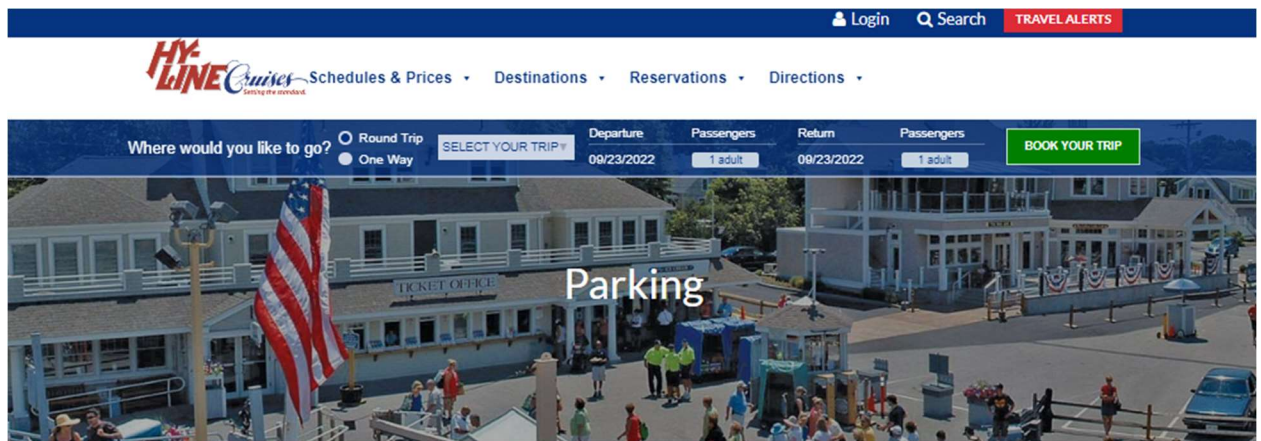 Login Search TRAVEL ALERTS
HY-
LINE Cruises
Setting the standard.
Schedules & Prices Destinations Reservations Directions
Where would you like to go?
Round Trip
One Way
SELECT YOUR TRIP
Departure Passengers Return Passengers
09/23/2022 1 adult 09/23/2022 1 adult
BOOK YOUR TRIP
Parking
TICKET OFFICE